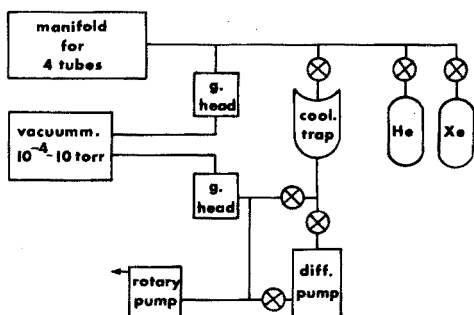 manifold
for
4 tubes
g.
head
cool.
trap
He
Xe
vacuumm.
10⁻⁴-10 torr
g.
head
rotary
pump
diff.
pump